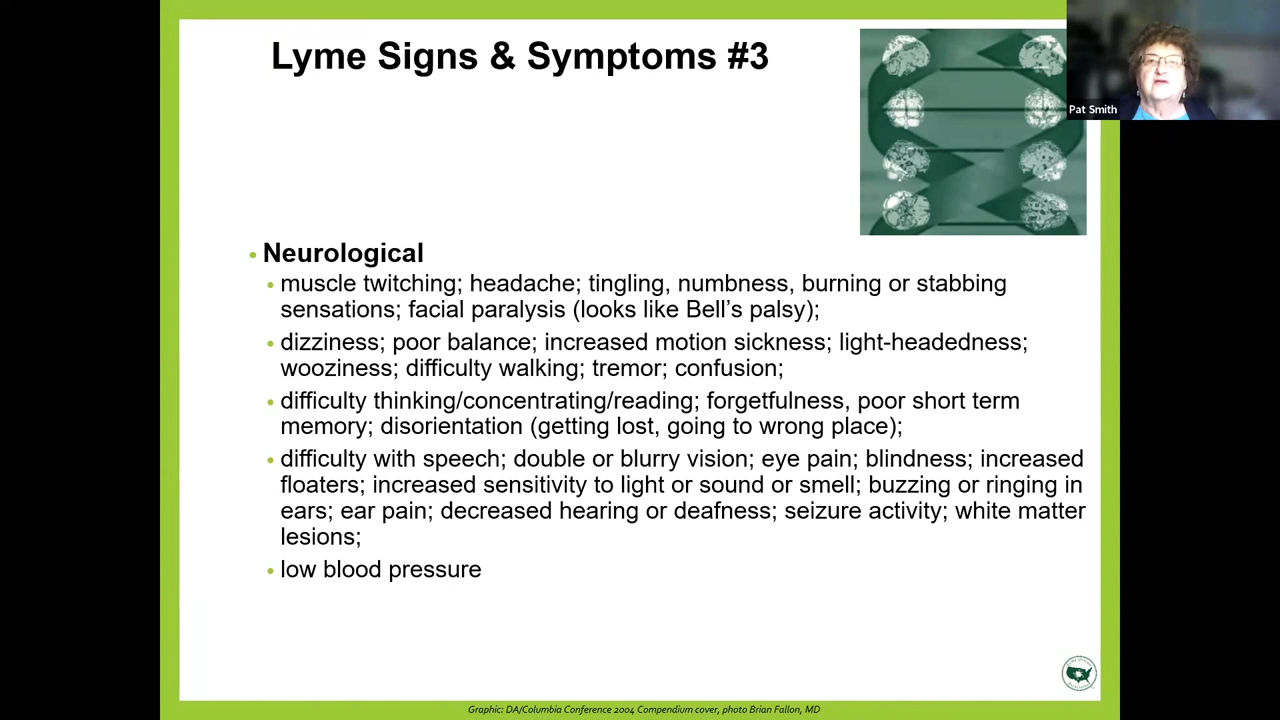 Lyme Signs & Symptoms #3
Pat Smith
• Neurological
• muscle twitching; headache; tingling, numbness, burning or stabbing
sensations; facial paralysis (looks like Bell’s palsy);
• dizziness; poor balance; increased motion sickness; light-headedness;
wooziness; difficulty walking; tremor; confusion;
• difficulty thinking/concentrating/reading; forgetfulness, poor short term
memory; disorientation (getting lost, going to wrong place);
• difficulty with speech; double or blurry vision; eye pain; blindness; increased
floaters; increased sensitivity to light or sound or smell; buzzing or ringing in
ears; ear pain; decreased hearing or deafness; seizure activity; white matter
lesions;
• low blood pressure
Graphic: DA/Columbia Conference 2004 Compendium cover, photo Brian Fallon, MD